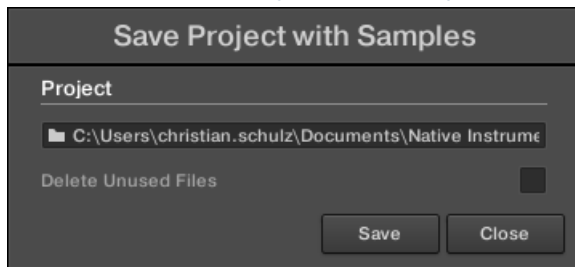 Save Project with Samples
Project
C:\Users\christian.schulz\Documents\Native Instrume
Delete Unused Files
Save Close